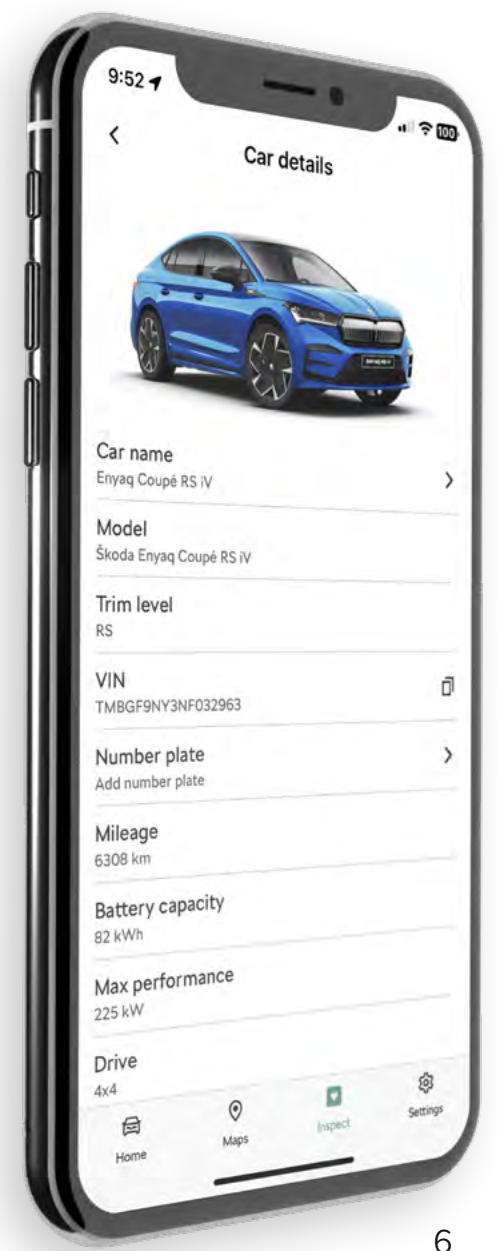 9:52
100
Car details
Car name
Enyaq Coupé RS iV
Model
Škoda Enyaq Coupé RS iV
Trim level
RS
VIN
TMBGF9NY3NF032963
Number plate
Add number plate
Mileage
6308 km
Battery capacity
82 kWh
Max performance
225 kW
Drive
4x4
Home
Maps
Inspect
Settings
6